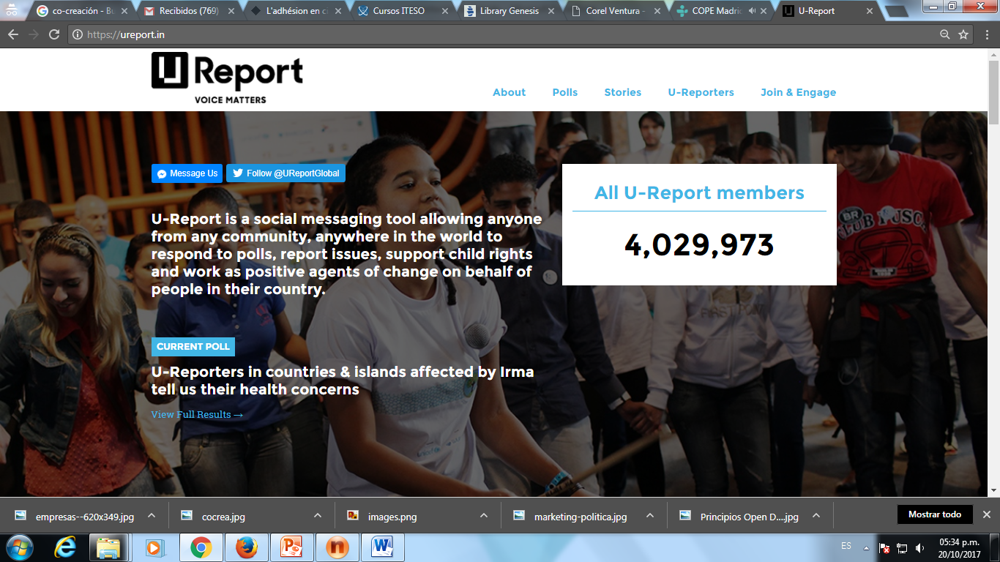 co-creación - Bu
Recibidos (769)
L'adhésion en c
Cursos ITESO
Library Genesis
Corel Ventura -
COPE Madrid
U-Report
https://ureport.in
U Report
VOICE MATTERS
About
Polls
Stories
U-Reporters
Join & Engage
Message Us
Follow @UReportGlobal
All U-Report members
4,029,973
U-Report is a social messaging tool allowing anyone
from any community, anywhere in the world to
respond to polls, report issues, support child rights
and work as positive agents of change on behalf of
people in their country.
BR
CLUB FUSC
FIRST POINT
CURRENT POLL
U-Reporters in countries & islands affected by Irma
tell us their health concerns
View Full Results →
empresas--620x349.jpg
cocrea.jpg
images.png
marketing-politica.jpg
Principios Open D....jpg
Mostrar todo
ES
05:34 p.m.
20/10/2017